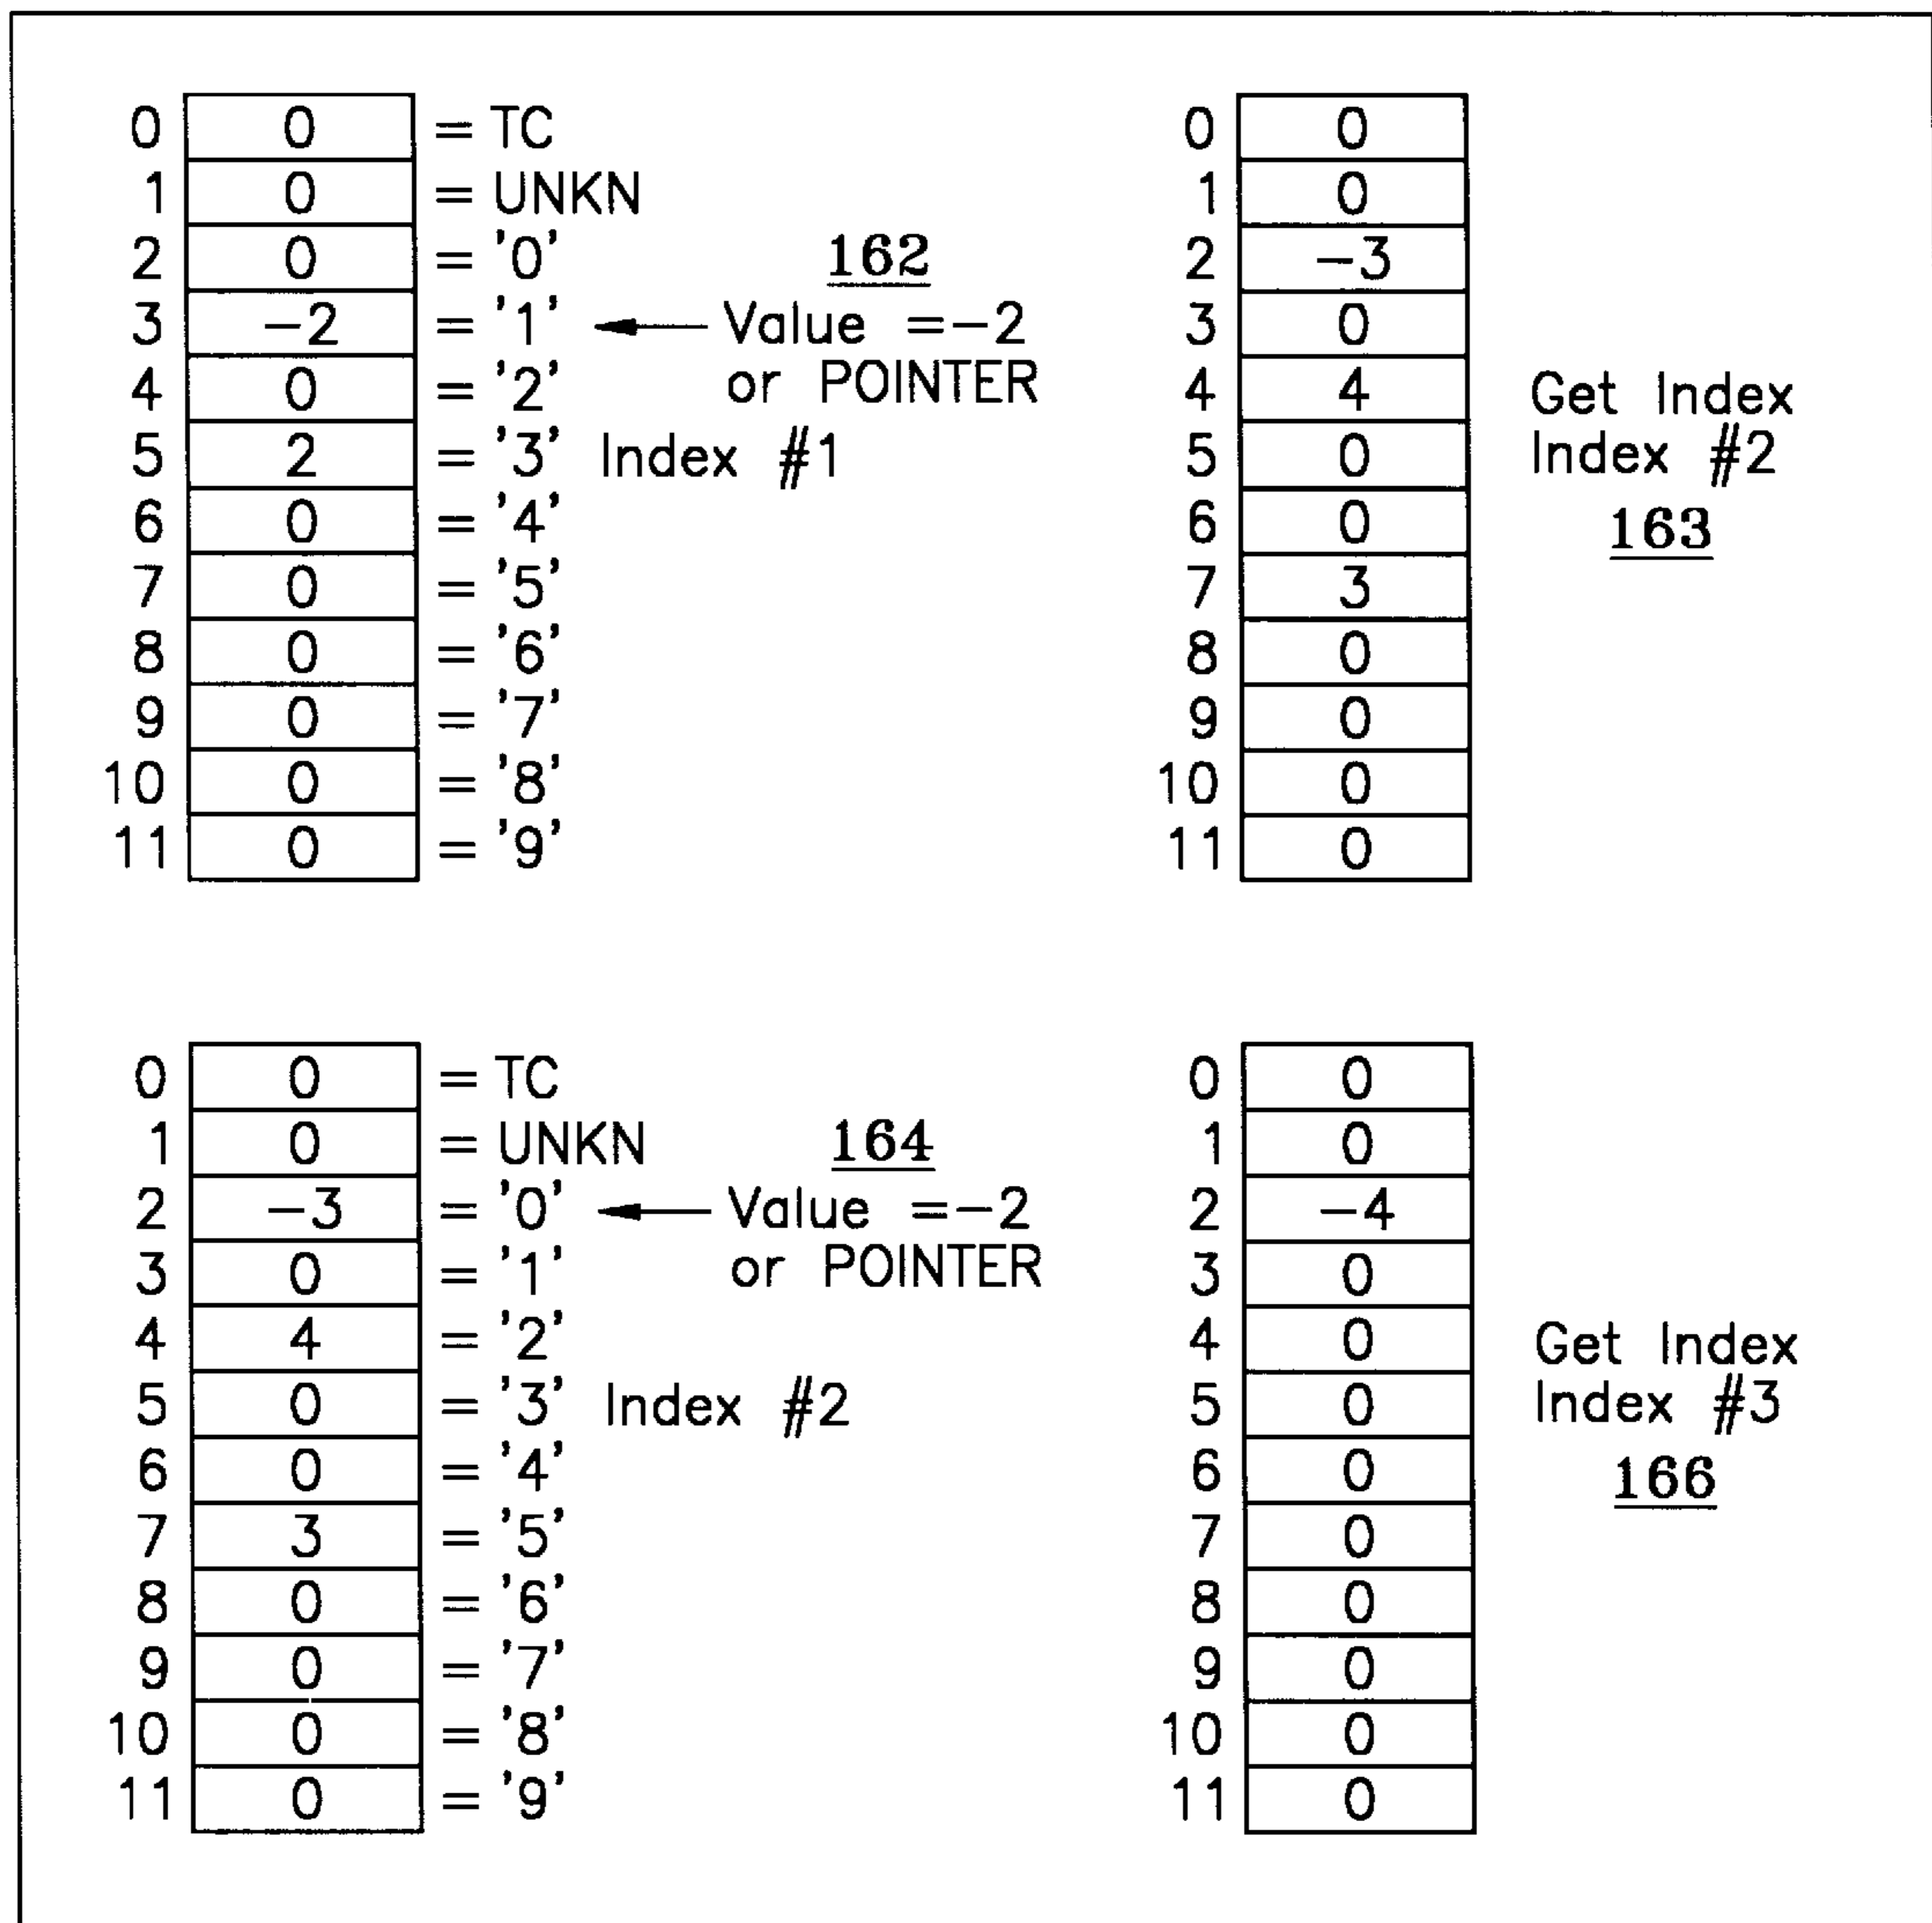 0 0 = TC
1 0 = UNKN
2 0 = '0'
3 -2 = '1'
4 0 = '2'
5 2 = '3' Index #1
6 0 = '4'
7 0 = '5'
8 0 = '6'
9 0 = '7'
10 0 = '8'
11 0 = '9'
162
Value =-2
or POINTER
0 0
1 0
2 -3
3 0
4 4
5 0
6 0
7 3
8 0
9 0
10 0
11 0
Get Index
Index #2
163
0 0 = TC
1 0 = UNKN
2 -3 = '0'
3 0 = '1'
4 4 = '2'
5 0 = '3' Index #2
6 0 = '4'
7 3 = '5'
8 0 = '6'
9 0 = '7'
10 0 = '8'
11 0 = '9'
164
Value =-2
or POINTER
0 0
1 0
2 -4
3 0
4 0
5 0
6 0
7 0
8 0
9 0
10 0
11 0
Get Index
Index #3
166